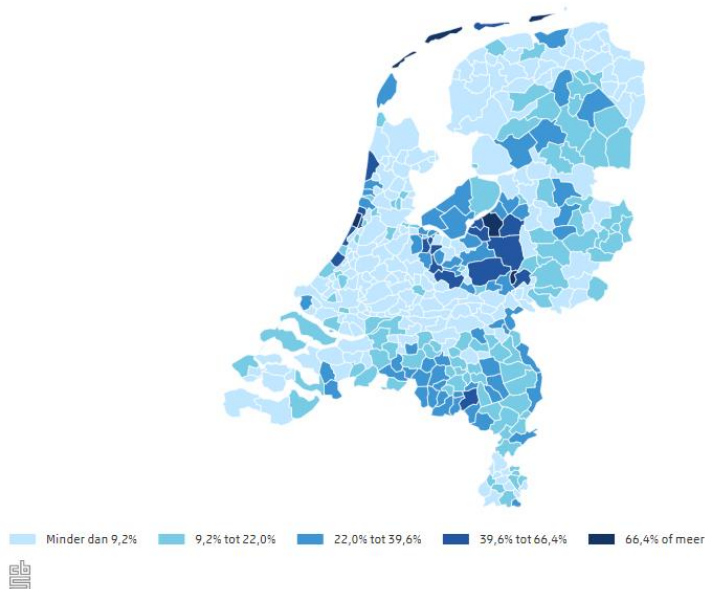 Minder dan 9,2% 9,2% tot 22,0% 22,0% tot 39,6% 39,6% tot 66,4% 66,4% of meer
cbs